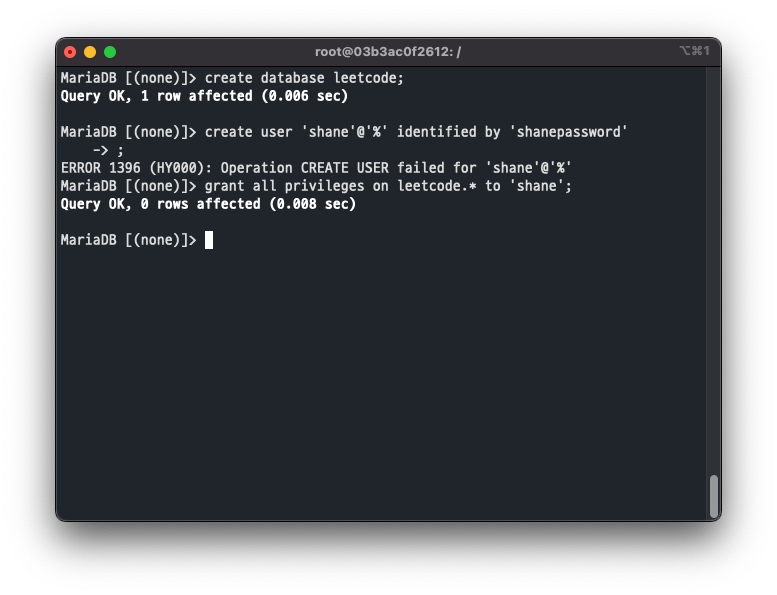 root@03b3ac0f2612: /
⌥⌘1
MariaDB [(none)]> create database leetcode;
Query OK, 1 row affected (0.006 sec)
MariaDB [(none)]> create user 'shane'@'%' identified by 'shanepassword'
    -> ;
ERROR 1396 (HY000): Operation CREATE USER failed for 'shane'@'%'
MariaDB [(none)]> grant all privileges on leetcode.* to 'shane';
Query OK, 0 rows affected (0.008 sec)
MariaDB [(none)]>